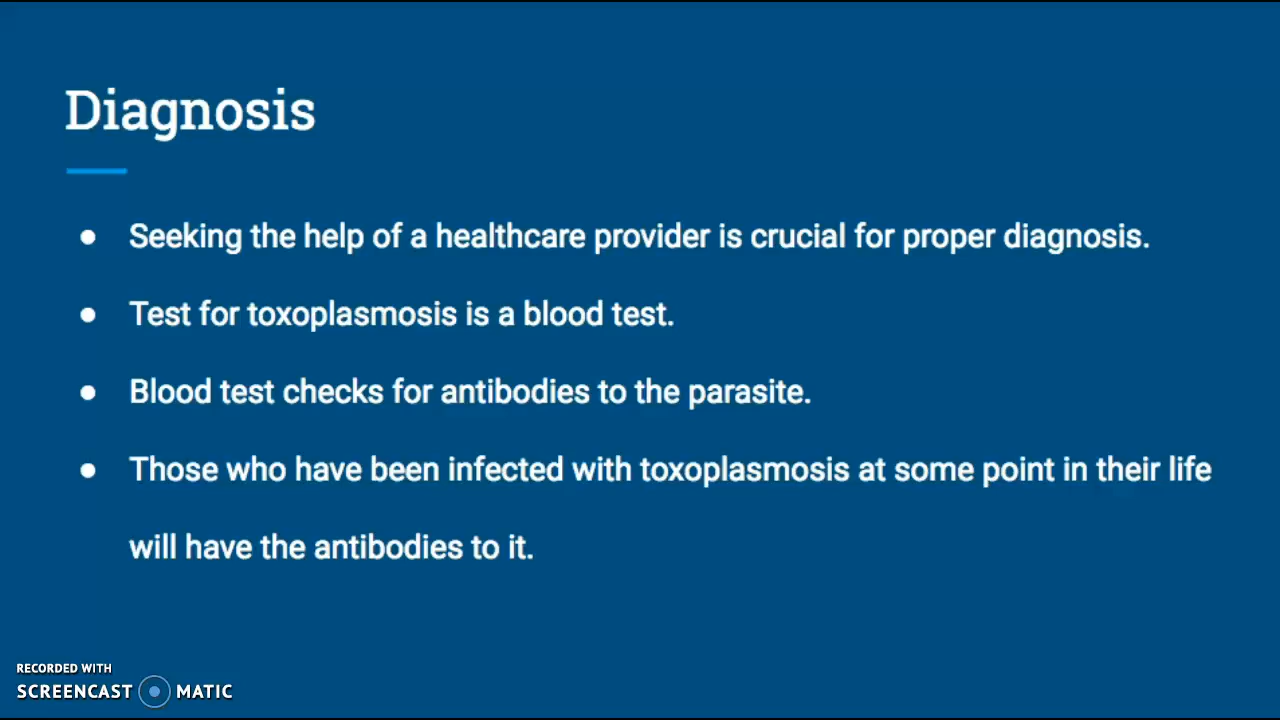 Diagnosis
● Seeking the help of a healthcare provider is crucial for proper diagnosis.
● Test for toxoplasmosis is a blood test.
● Blood test checks for antibodies to the parasite.
● Those who have been infected with toxoplasmosis at some point in their life
will have the antibodies to it.
RECORDED WITH
SCREENCAST MATIC